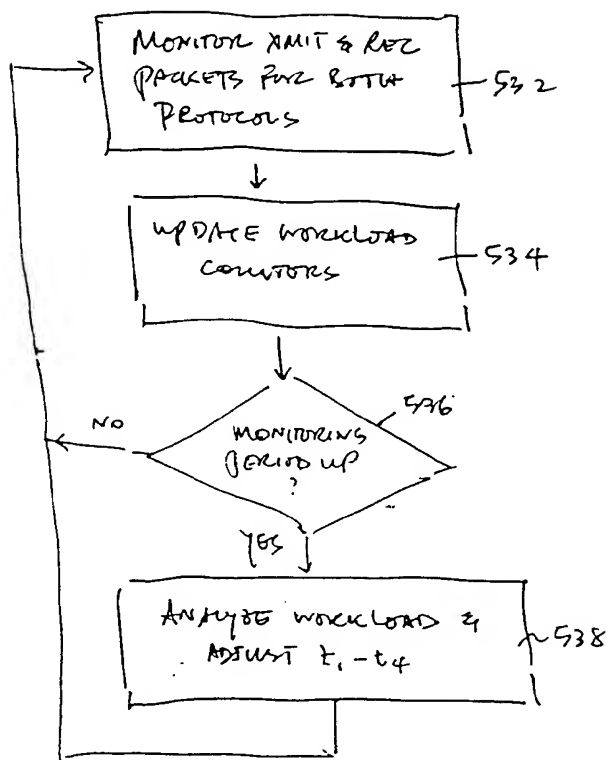 MONITOR XMIT & REC
PACKETS FOR BOTH
PROTOCOLS
532
UPDATE WORKLOAD
COUNTORS
534
536
NO
MONITORING
PERIOD UP
?
YES
ANALYZE WORKLOAD &
ADJUST t1-t4
538